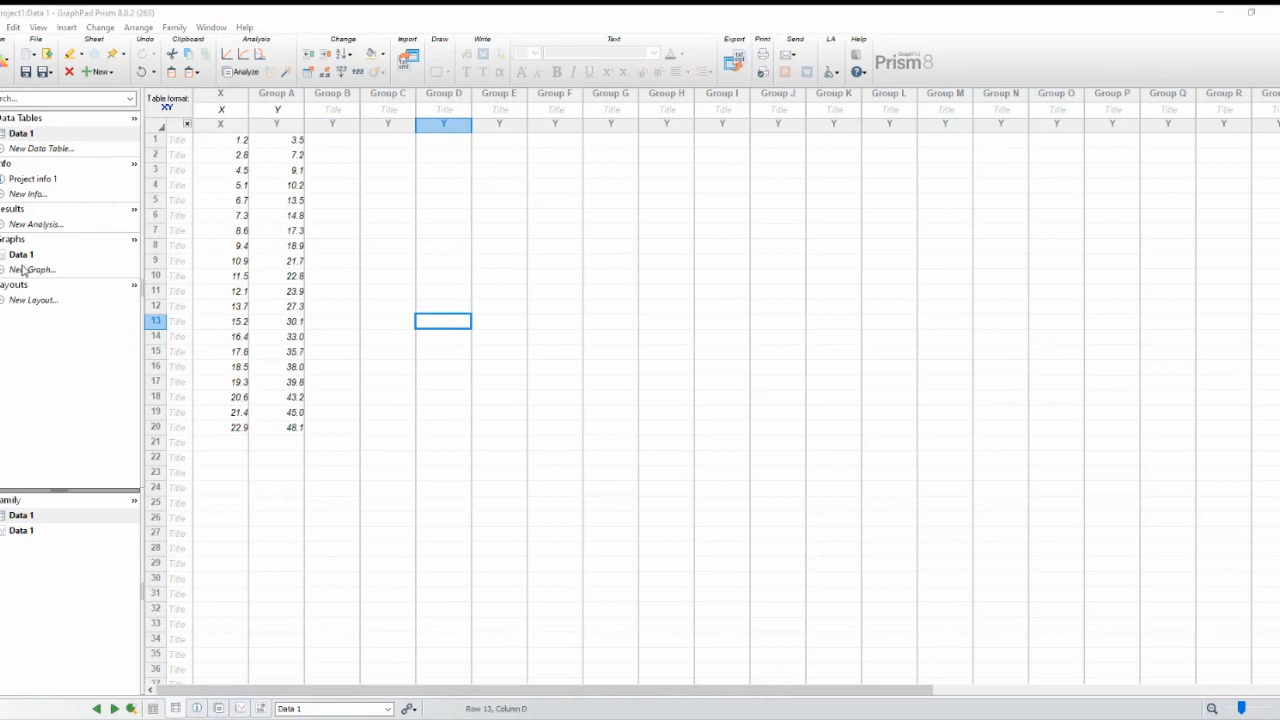 Project1:Data 1 - GraphPad Prism 8.0.2 (263)
Edit View Insert Change Arrange Family Window Help
File Sheet Undo Clipboard Analysis Change Import Draw Write Text Export Print Send LA Help
New Analyze 123 GraphPad Prism 8
Table format: X Group A Group B Group C Group D Group E Group F Group G Group H Group I Group J Group K Group L Group M Group N Group O Group P Group Q Group R
XY X Y Title Title Title Title Title Title Title Title Title Title Title Title Title Title Title Title Title
X Y Y Y Y Y Y Y Y Y Y Y Y Y Y Y Y Y Y
1 Title 1.2 3.5
2 Title 2.8 7.2
3 Title 4.5 9.1
4 Title 5.1 10.2
5 Title 6.7 13.5
6 Title 7.3 14.8
7 Title 8.6 17.3
8 Title 9.4 18.9
9 Title 10.9 21.7
10 Title 11.5 22.8
11 Title 12.1 23.9
12 Title 13.7 27.3
13 Title 15.2 30.1
14 Title 16.4 33.0
15 Title 17.8 35.7
16 Title 18.5 38.0
17 Title 19.3 39.8
18 Title 20.6 43.2
19 Title 21.4 45.0
20 Title 22.9 48.1
21 Title
22 Title
23 Title
24 Title
25 Title
26 Title
27 Title
28 Title
29 Title
30 Title
31 Title
32 Title
33 Title
34 Title
35 Title
36 Title
rch...
Data Tables
Data 1
New Data Table...
nfo
Project info 1
New Info...
esults
New Analysis...
raphs
Data 1
New Graph...
ayouts
New Layout...
amily
Data 1
Data 1
Data 1
Row 13, Column D